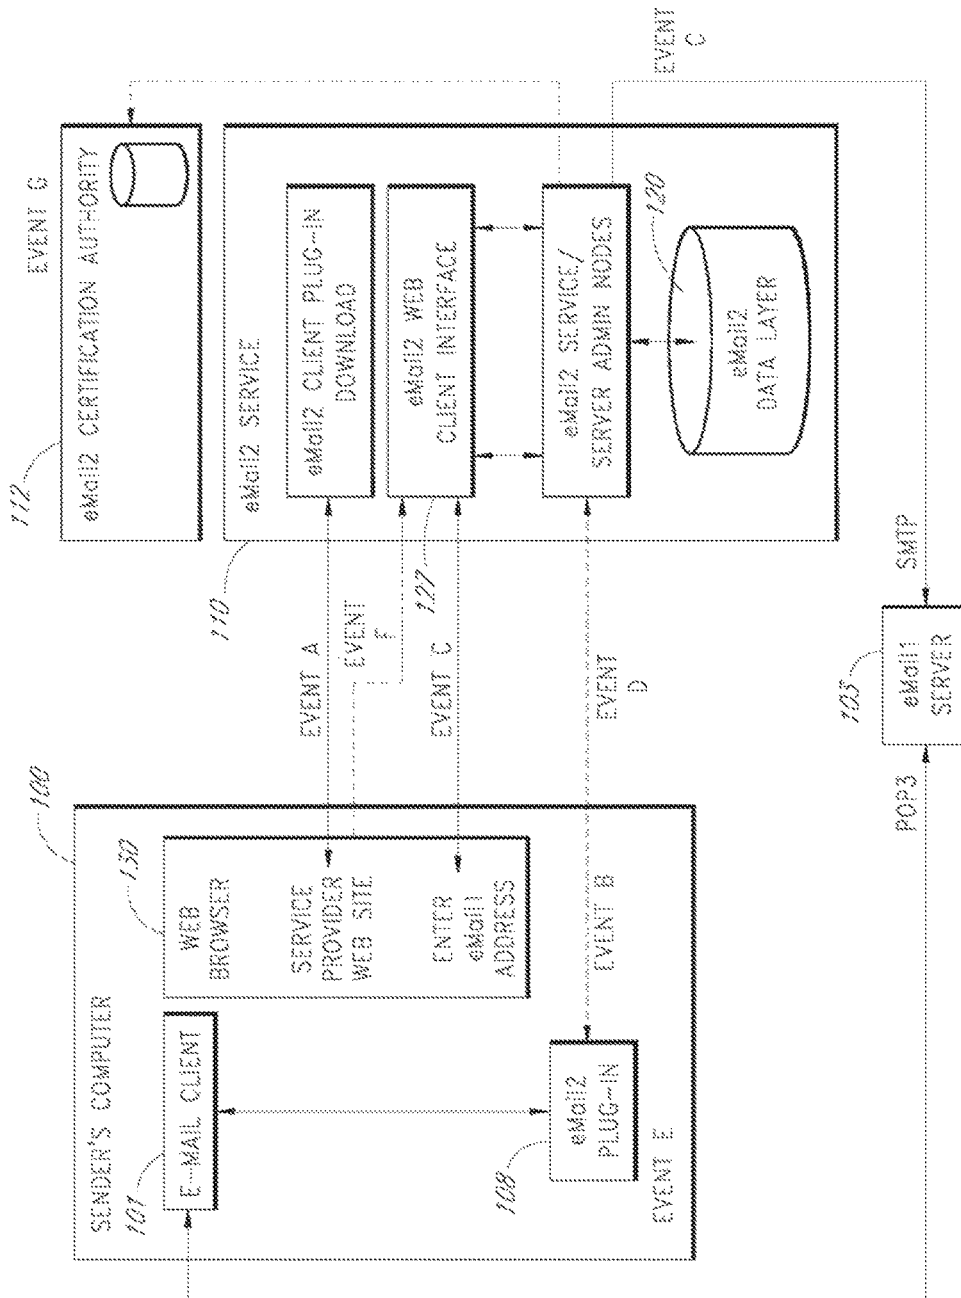 SENDER'S COMPUTER
100
E-MAIL CLIENT
101
WEB
BROWSER
130
SERVICE
PROVIDER
WEB SITE
ENTER
eMail1
ADDRESS
eMail2
PLUG-IN
108
EVENT E
EVENT B
EVENT A
EVENT
F
EVENT C
EVENT
D
POP3
eMail1
SERVER
103
SMTP
EVENT
C
EVENT G
112
eMail2 CERTIFICATION AUTHORITY
110
eMail2 SERVICE
eMail2 CLIENT PLUG-IN
DOWNLOAD
eMail2 WEB
CLIENT INTERFACE
127
eMail2 SERVICE/
SERVER ADMIN NODES
120
eMail2
DATA LAYER